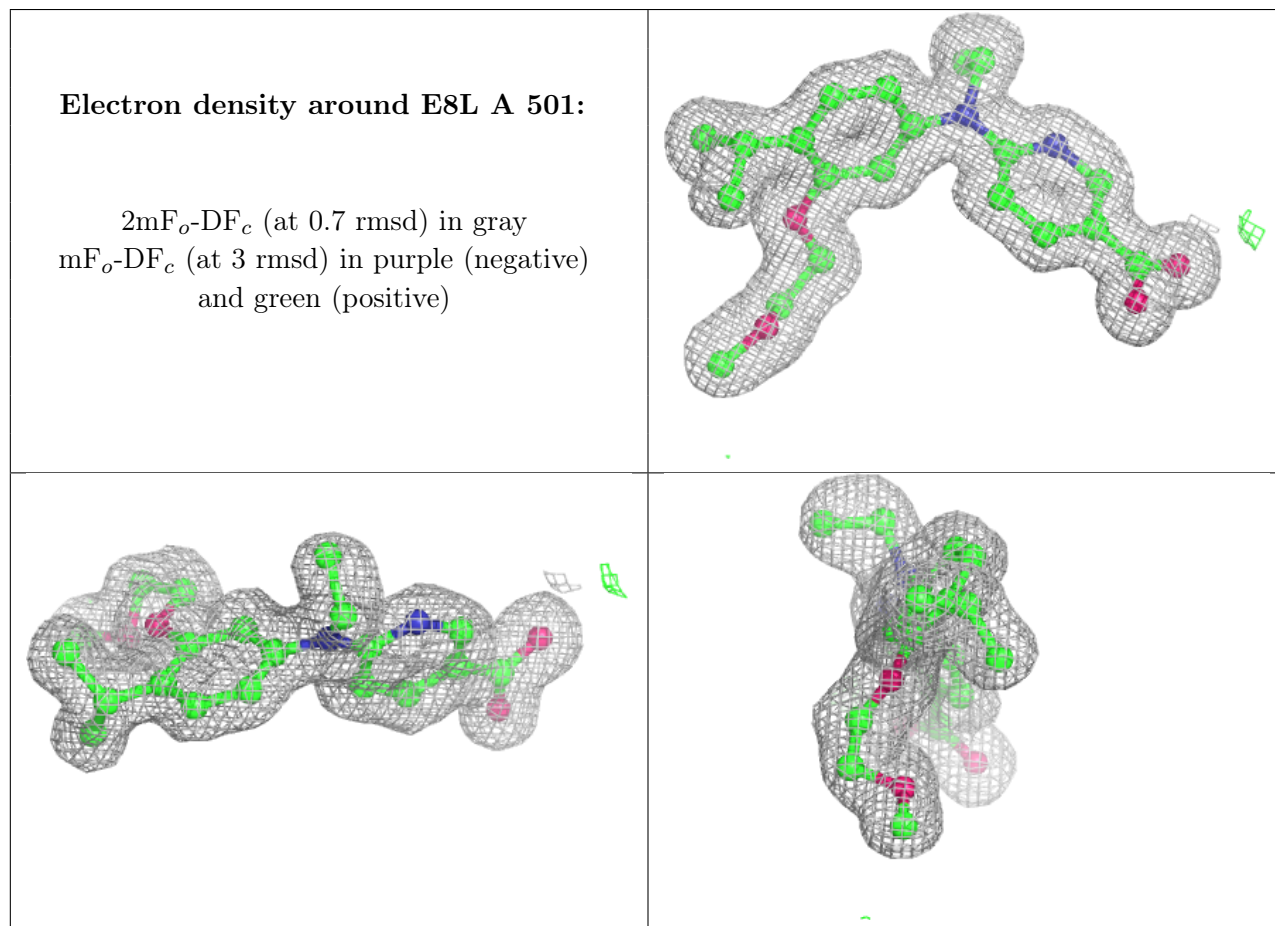 Electron density around E8L A 501:
2mFo-DFc (at 0.7 rmsd) in gray
mFo-DFc (at 3 rmsd) in purple (negative)
and green (positive)